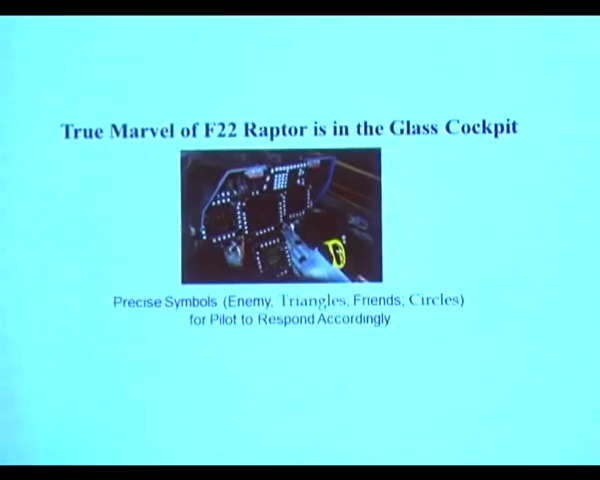 True Marvel of F22 Raptor is in the Glass Cockpit
Precise Symbols (Enemy, Triangles; Friends; Circles)
for Pilot to Respond Accordingly